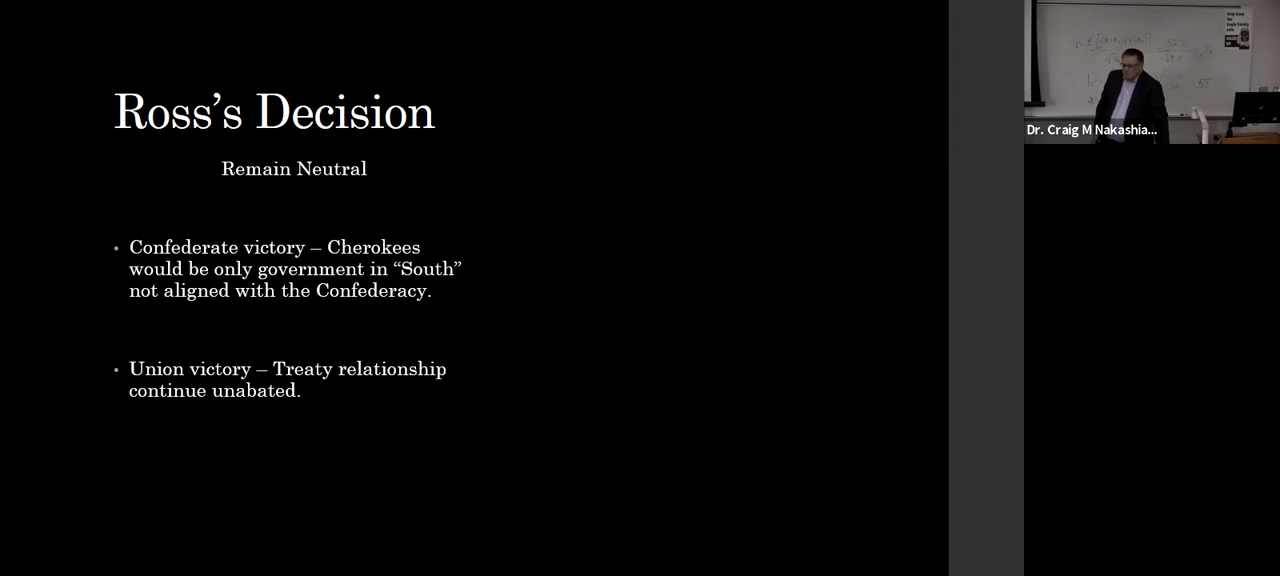 Ross's Decision
Remain Neutral
• Confederate victory – Cherokees
would be only government in “South”
not aligned with the Confederacy.
• Union victory – Treaty relationship
continue unabated.
Dr. Craig M Nakashia...